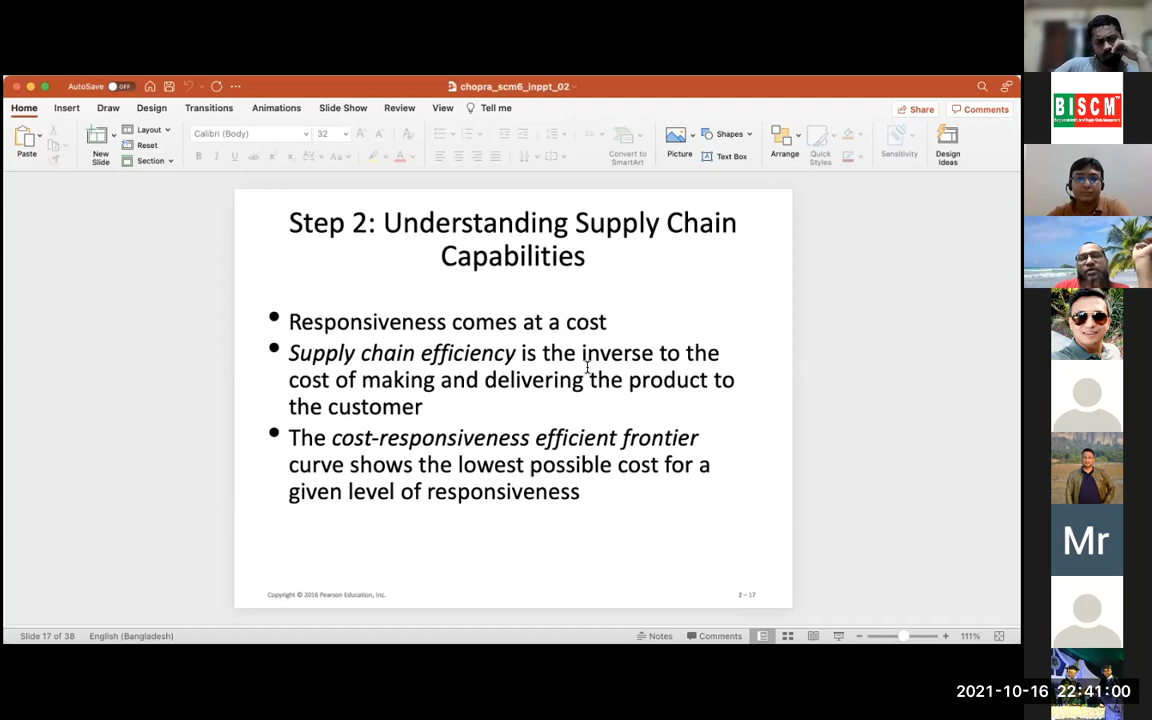 AutoSave OFF
chopra_scm6_inppt_02
Home Insert Draw Design Transitions Animations Slide Show Review View Tell me Share Comments
Paste New Slide Layout Reset Section Calibri (Body) 32 Convert to SmartArt Picture Shapes Text Box Arrange Quick Styles Sensitivity Design Ideas
Step 2: Understanding Supply Chain
Capabilities
• Responsiveness comes at a cost
• Supply chain efficiency is the inverse to the
cost of making and delivering the product to
the customer
• The cost-responsiveness efficient frontier
curve shows the lowest possible cost for a
given level of responsiveness
Copyright © 2016 Pearson Education, Inc. 2 – 17
Slide 17 of 38 English (Bangladesh) Notes Comments 111%
BISCM
Mr
2021-10-16 22:41:00